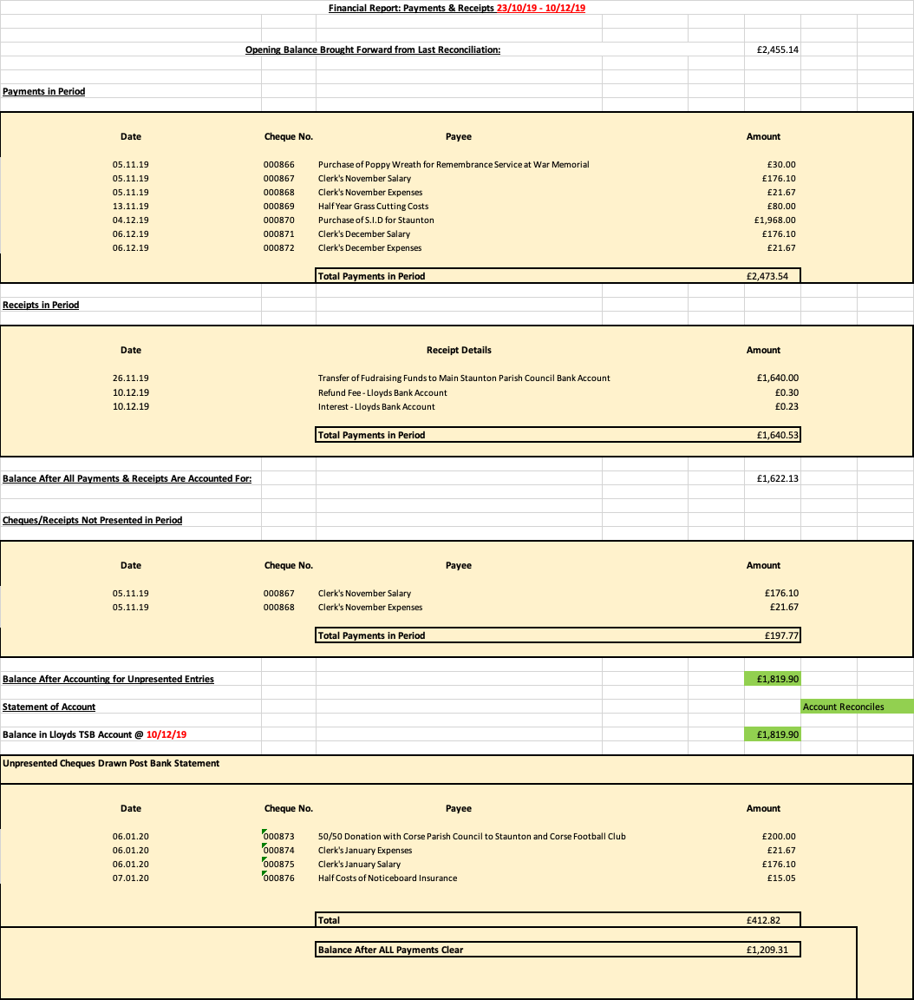 Financial Report: Payments & Receipts 23/10/19 - 10/12/19
Opening Balance Brought Forward from Last Reconciliation: £2,455.14
Payments in Period
Date Cheque No. Payee Amount
05.11.19 000866 Purchase of Poppy Wreath for Remembrance Service at War Memorial £30.00
05.11.19 000867 Clerk's November Salary £176.10
05.11.19 000868 Clerk's November Expenses £21.67
13.11.19 000869 Half Year Grass Cutting Costs £80.00
04.12.19 000870 Purchase of S.I.D for Staunton £1,968.00
06.12.19 000871 Clerk's December Salary £176.10
06.12.19 000872 Clerk's December Expenses £21.67
Total Payments in Period £2,473.54
Receipts in Period
Date Receipt Details Amount
26.11.19 Transfer of Fudraising Funds to Main Staunton Parish Council Bank Account £1,640.00
10.12.19 Refund Fee - Lloyds Bank Account £0.30
10.12.19 Interest - Lloyds Bank Account £0.23
Total Payments in Period £1,640.53
Balance After All Payments & Receipts Are Accounted For: £1,622.13
Cheques/Receipts Not Presented in Period
Date Cheque No. Payee Amount
05.11.19 000867 Clerk's November Salary £176.10
05.11.19 000868 Clerk's November Expenses £21.67
Total Payments in Period £197.77
Balance After Accounting for Unpresented Entries £1,819.90
Statement of Account Account Reconciles
Balance in Lloyds TSB Account @ 10/12/19 £1,819.90
Unpresented Cheques Drawn Post Bank Statement
Date Cheque No. Payee Amount
06.01.20 000873 50/50 Donation with Corse Parish Council to Staunton and Corse Football Club £200.00
06.01.20 000874 Clerk's January Expenses £21.67
06.01.20 000875 Clerk's January Salary £176.10
07.01.20 000876 Half Costs of Noticeboard Insurance £15.05
Total £412.82
Balance After ALL Payments Clear £1,209.31